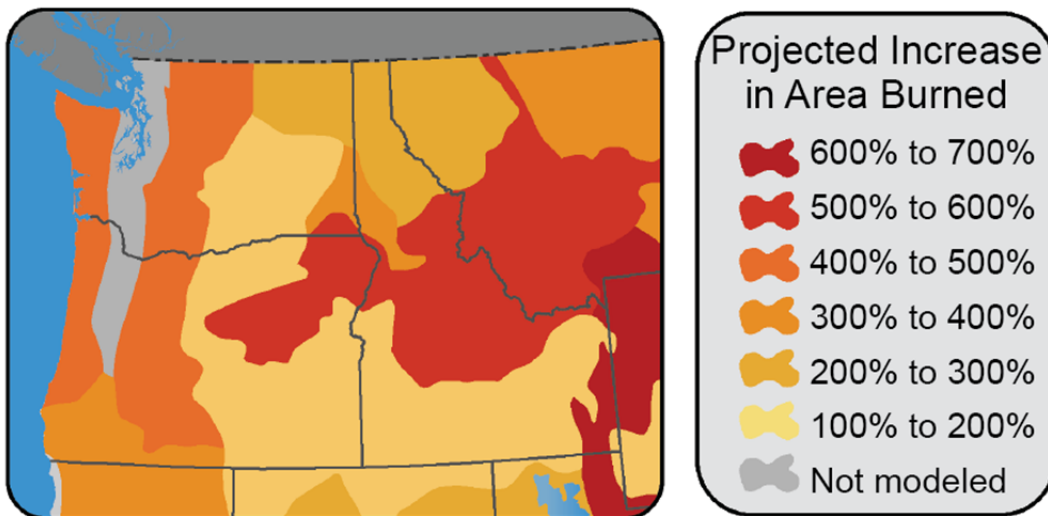 Projected Increase
in Area Burned
600% to 700%
500% to 600%
400% to 500%
300% to 400%
200% to 300%
100% to 200%
Not modeled